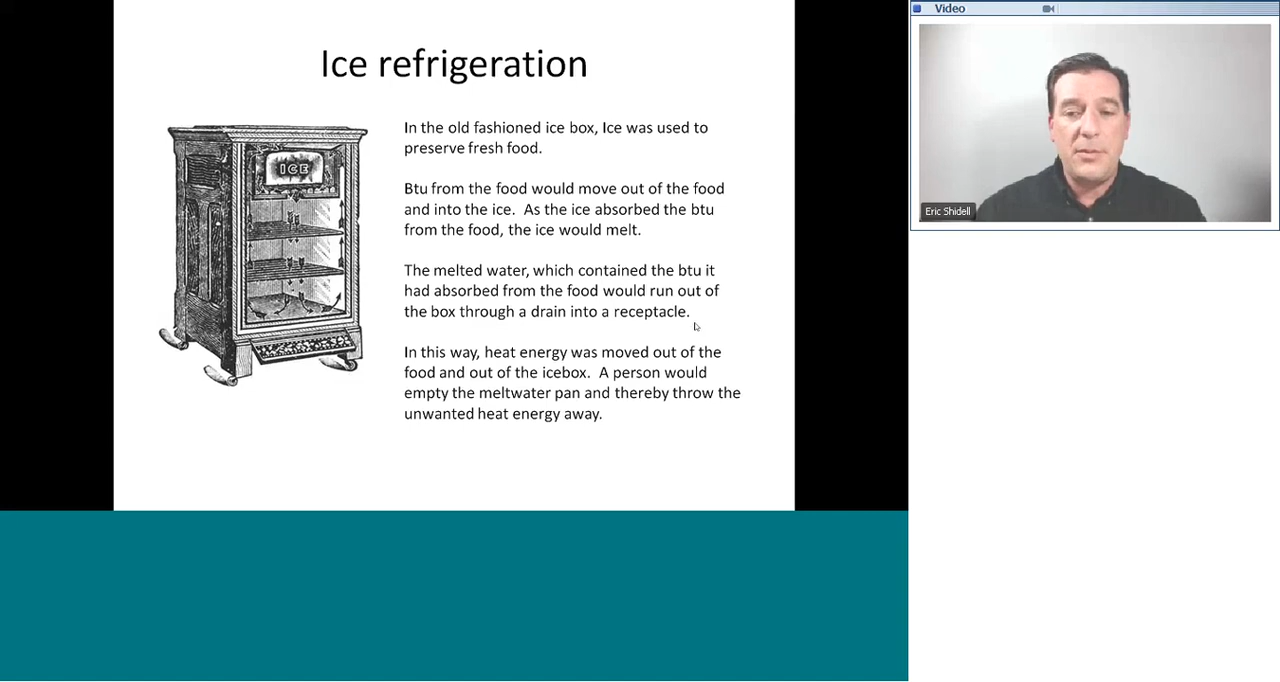 Ice refrigeration
ICE
In the old fashioned ice box, Ice was used to
preserve fresh food.
Btu from the food would move out of the food
and into the ice.  As the ice absorbed the btu
from the food, the ice would melt.
The melted water, which contained the btu it
had absorbed from the food would run out of
the box through a drain into a receptacle.
In this way, heat energy was moved out of the
food and out of the icebox.  A person would
empty the meltwater pan and thereby throw the
unwanted heat energy away.
Video
Eric Shidell